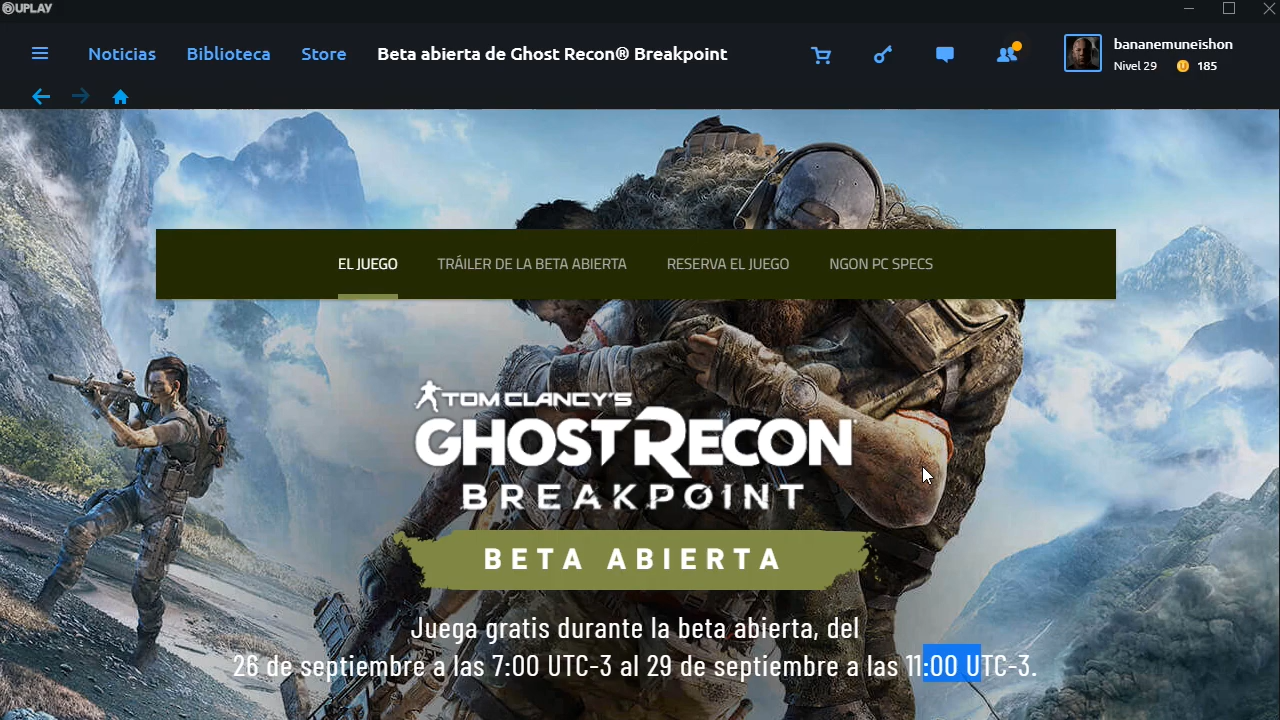 UPLAY
Noticias Biblioteca Store Beta abierta de Ghost Recon® Breakpoint
bananemuneishon
Nivel 29 185
EL JUEGO TRÁILER DE LA BETA ABIERTA RESERVA EL JUEGO NGON PC SPECS
TOM CLANCY'S
GHOST RECON
BREAKPOINT
BETA ABIERTA
Juega gratis durante la beta abierta, del
26 de septiembre a las 7:00 UTC-3 al 29 de septiembre a las 11:00 UTC-3.